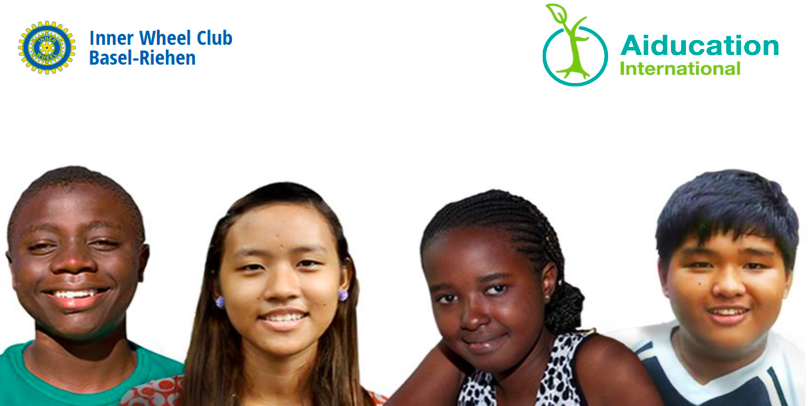 Inner Wheel Club
Basel-Riehen
Aiducation
International